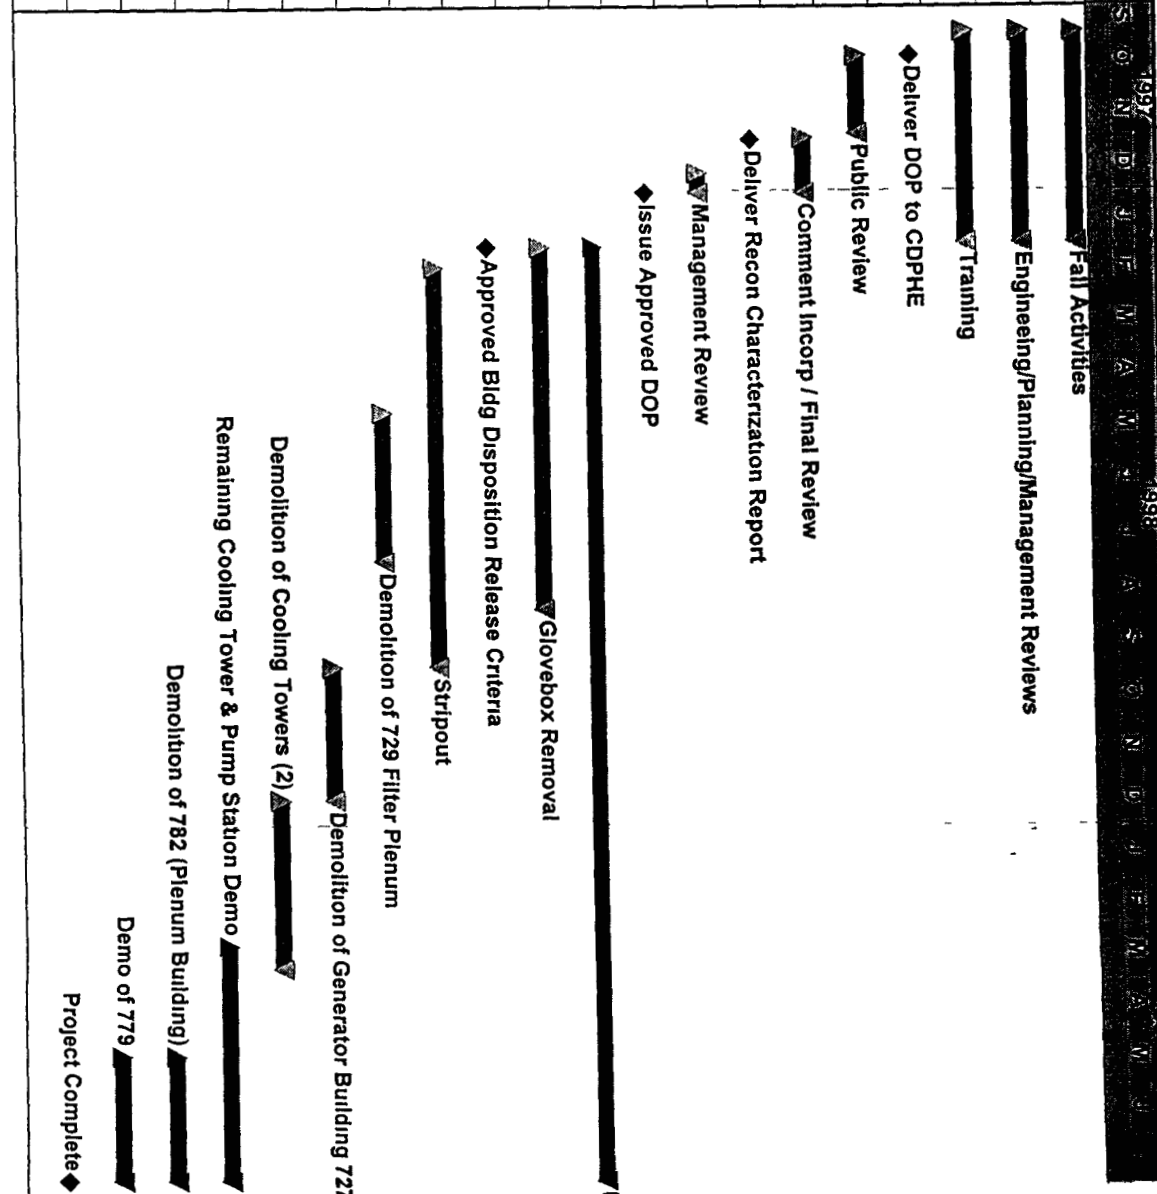 1997 1998
S O N D J F M A M J J A S O N D J F M A M J
Fall Activities
Engineeing/Planning/Management Reviews
Training
Deliver DOP to CDPHE
Public Review
Comment Incorp / Final Review
Deliver Recon Characterization Report
Management Review
Issue Approved DOP
Glovebox Removal
Approved Bldg Disposition Release Criteria
Stripout
Demolition of 729 Filter Plenum
Demolition of Generator Building 727
Demolition of Cooling Towers (2)
Remaining Cooling Tower & Pump Station Demo
Demolition of 782 (Plenum Building)
Demo of 779
Project Complete